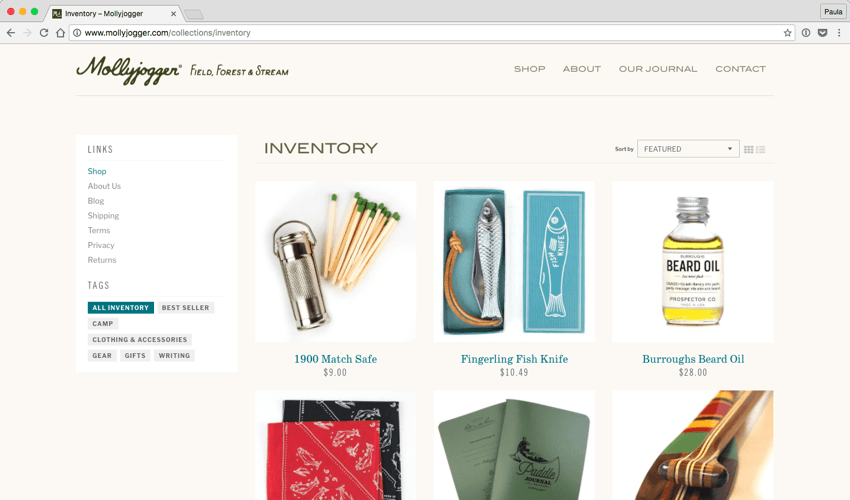 Inventory – Mollyjogger
Paula
www.mollyjogger.com/collections/inventory
Mollyjogger® FIELD, FOREST & STREAM
SHOP ABOUT OUR JOURNAL CONTACT
LINKS
Shop
About Us
Blog
Shipping
Terms
Privacy
Returns
TAGS
ALL INVENTORY BEST SELLER
CAMP
CLOTHING & ACCESSORIES
GEAR GIFTS WRITING
INVENTORY
Sort by FEATURED
FISH KNIFE
BURROUGHS
BEARD OIL
PROSPECTOR CO.
1900 Match Safe
$9.00
Fingerling Fish Knife
$10.49
Burroughs Beard Oil
$28.00
Paddle
JOURNAL